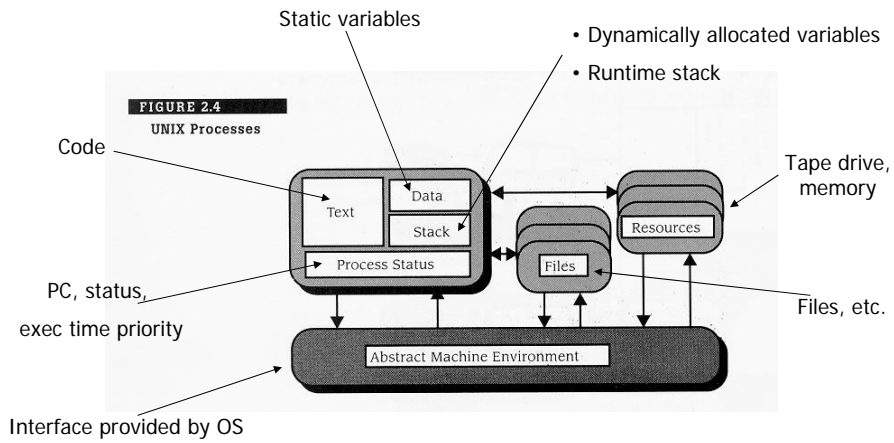 Static variables
• Dynamically allocated variables
• Runtime stack
FIGURE 2.4
UNIX Processes
Code
Tape drive,
memory
Text
Data
Stack
Resources
Process Status
Files
PC, status,
exec time priority
Files, etc.
Abstract Machine Environment
Interface provided by OS